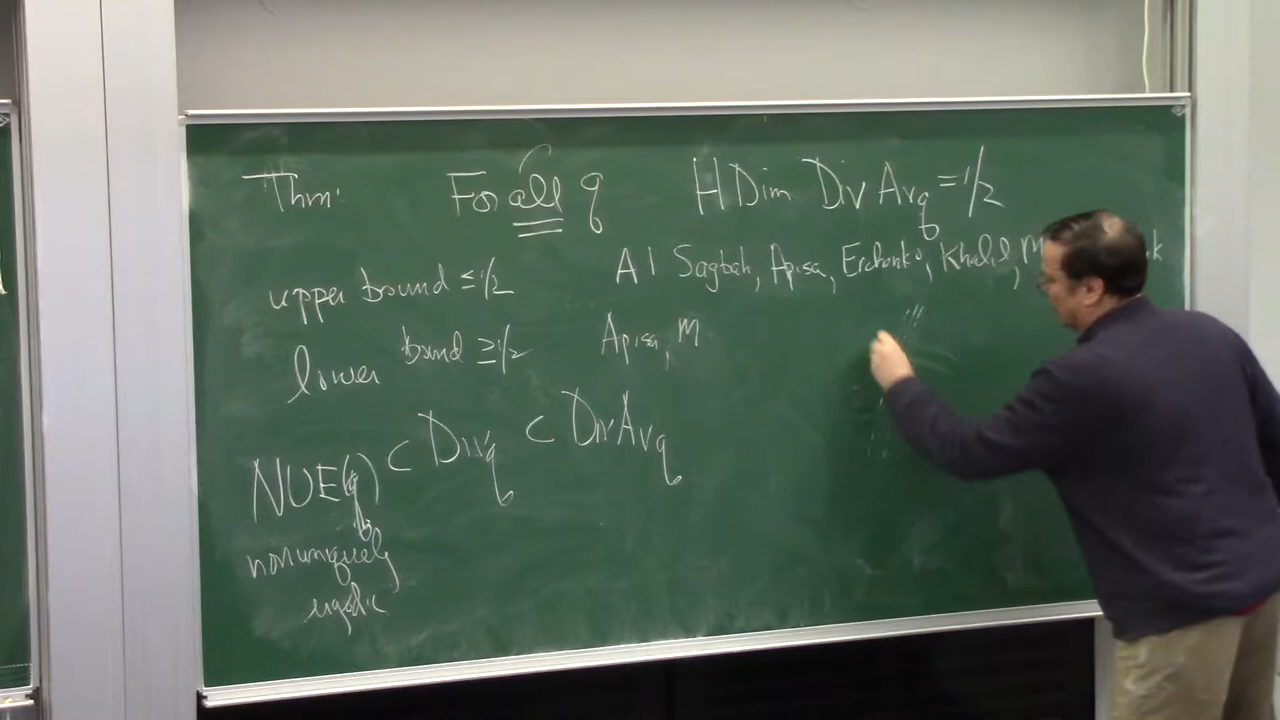 Thm: For all q HDim DivAvq = 1/2
upper bound ≤ 1/2 Al Saqbah, Apisa, Erchenko, Khalil, M
lower bound ≥ 1/2 Apisa, M
NUE(q) ⊂ Divq ⊂ DivAvq
nonuniquely
ergodic